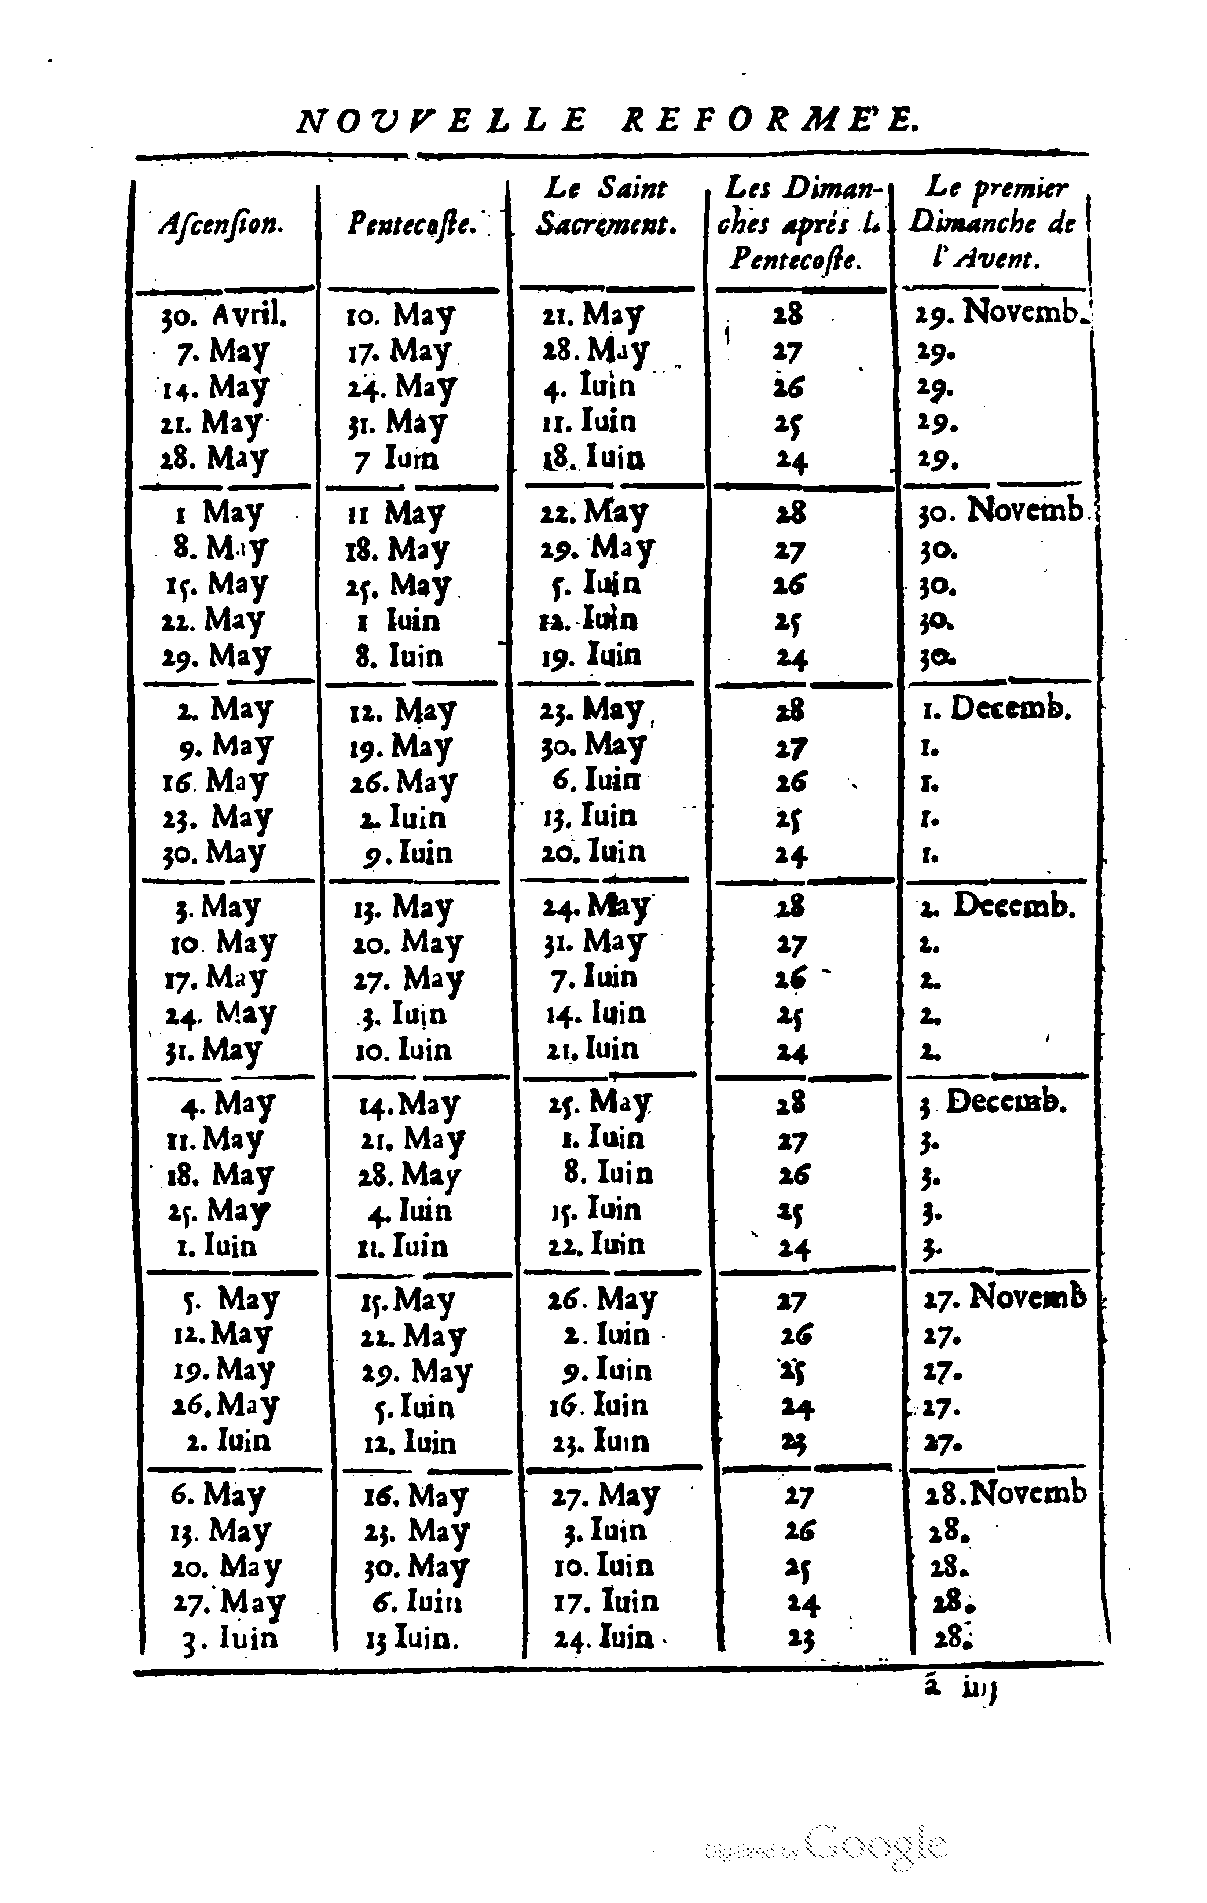 NOUVELLE REFORMÉE.
Ascension. | Pentecoste. | Le Saint Sacrement. | Les Dimanches aprés la Pentecoste. | Le premier Dimanche de l'Avent.
30. Avril. | 10. May | 21. May | 28 | 29. Novemb.
7. May | 17. May | 28. May | 27 | 29.
14. May | 24. May | 4. Iuin | 26 | 29.
21. May | 31. May | 11. Iuin | 25 | 29.
28. May | 7 Iuin | 18. Iuin | 24 | 29.
1 May | 11 May | 22. May | 28 | 30. Novemb.
8. May | 18. May | 29. May | 27 | 30.
15. May | 25. May | 5. Iuin | 26 | 30.
22. May | 1 Iuin | 12. Iuin | 25 | 30.
29. May | 8. Iuin | 19. Iuin | 24 | 30.
2. May | 12. May | 23. May | 28 | 1. Decemb.
9. May | 19. May | 30. May | 27 | 1.
16. May | 26. May | 6. Iuin | 26 | 1.
23. May | 2. Iuin | 13. Iuin | 25 | 1.
30. May | 9. Iuin | 20. Iuin | 24 | 1.
3. May | 13. May | 24. May | 28 | 2. Decemb.
10. May | 20. May | 31. May | 27 | 2.
17. May | 27. May | 7. Iuin | 26 | 2.
24. May | 3. Iuin | 14. Iuin | 25 | 2.
31. May | 10. Iuin | 21. Iuin | 24 | 2.
4. May | 14. May | 25. May | 28 | 3 Decemb.
11. May | 21. May | 1. Iuin | 27 | 3.
18. May | 28. May | 8. Iuin | 26 | 3.
25. May | 4. Iuin | 15. Iuin | 25 | 3.
1. Iuin | 11. Iuin | 22. Iuin | 24 | 3.
5. May | 15. May | 26. May | 27 | 27. Novemb
12. May | 22. May | 2. Iuin | 26 | 27.
19. May | 29. May | 9. Iuin | 25 | 27.
26. May | 5. Iuin | 16. Iuin | 24 | 27.
2. Iuin | 12. Iuin | 23. Iuin | 23 | 27.
6. May | 16. May | 27. May | 27 | 28. Novemb
13. May | 23. May | 3. Iuin | 26 | 28.
20. May | 30. May | 10. Iuin | 25 | 28.
27. May | 6. Iuin | 17. Iuin | 24 | 28.
3. Iuin | 13 Iuin. | 24. Iuin | 23 | 28.
ã iiij
Digitized by Google